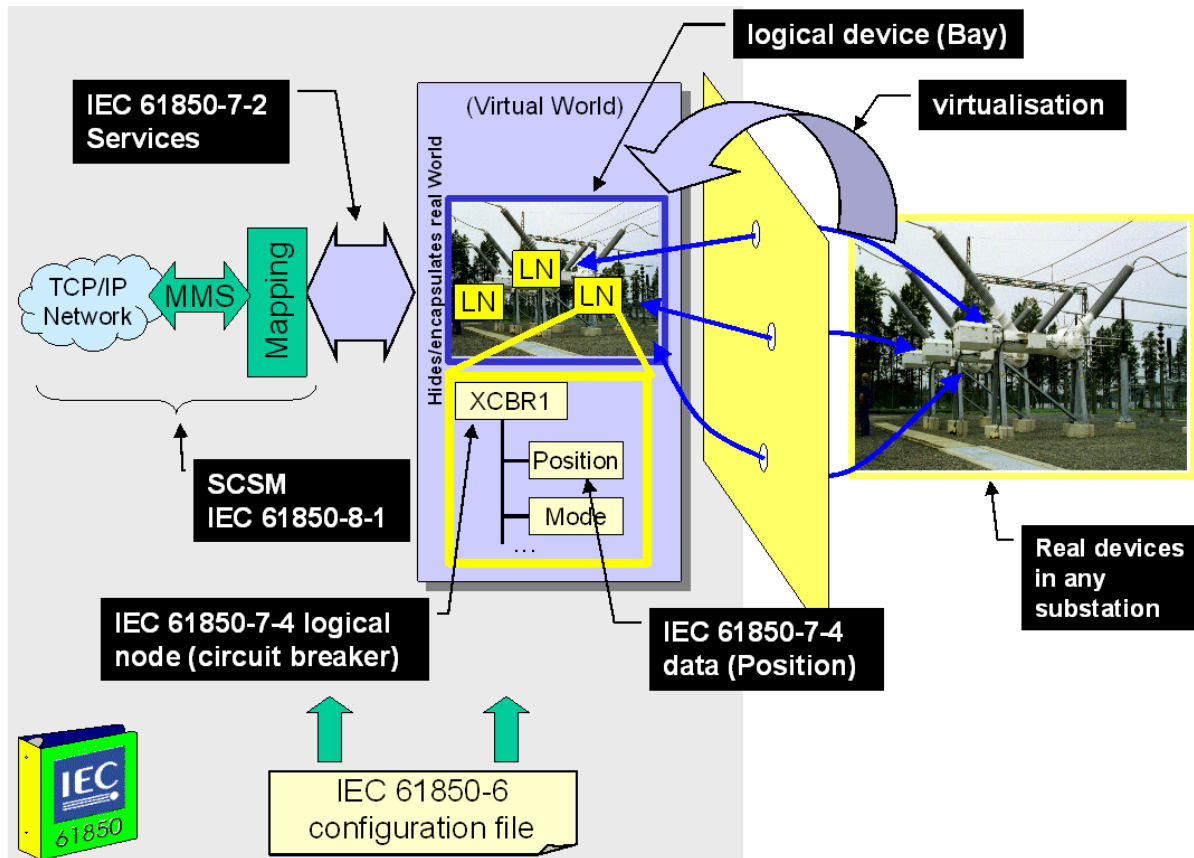 logical device (Bay)
IEC 61850-7-2
Services
(Virtual World)
virtualisation
Hides/encapsulates real World
LN
LN
LN
TCP/IP
Network
MMS
Mapping
XCBR1
Position
Mode
...
SCSM
IEC 61850-8-1
Real devices
in any
substation
IEC 61850-7-4 logical
node (circuit breaker)
IEC 61850-7-4
data (Position)
IEC
61850
IEC 61850-6
configuration file